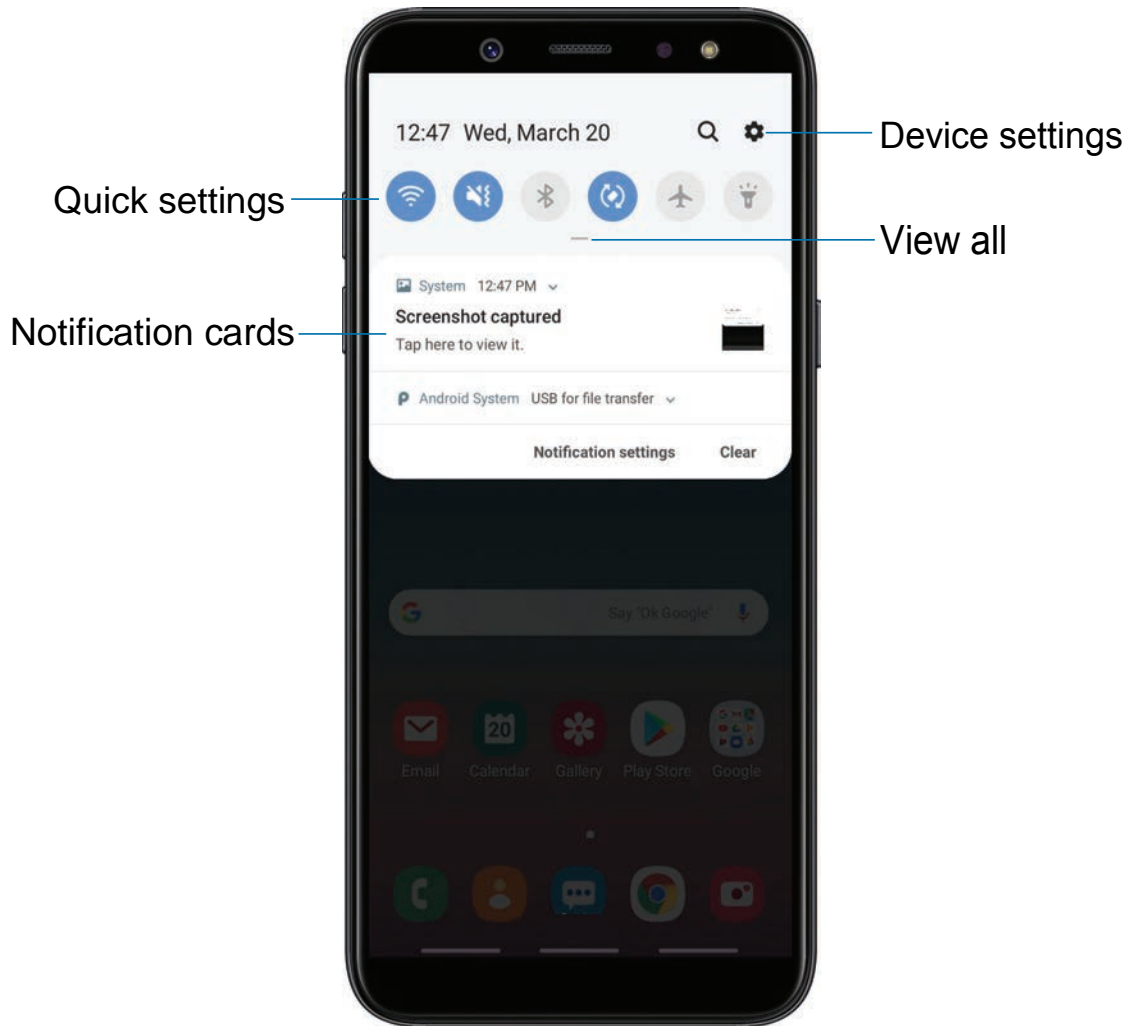 12:47 Wed, March 20
Device settings
Quick settings
View all
System 12:47 PM
Screenshot captured
Notification cards
Tap here to view it.
Android System USB for file transfer
Notification settings Clear
Say "Ok Google"
20
Email Calendar Gallery Play Store Google